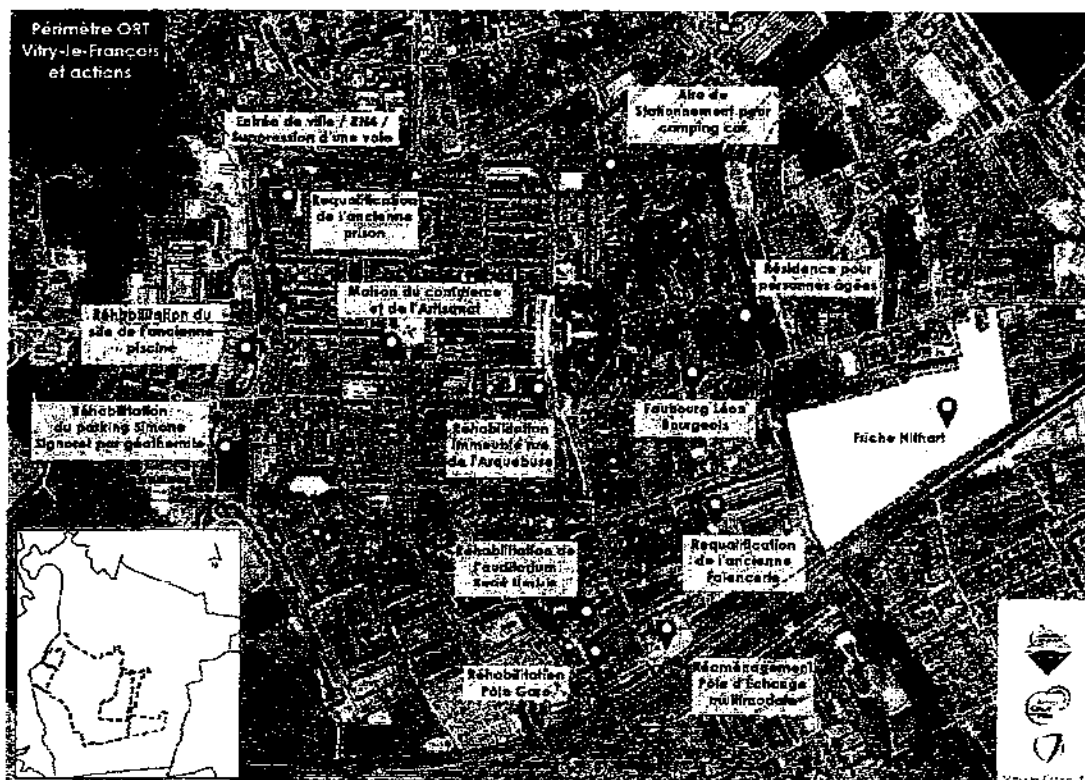 Périmètre ORT
Vitry-le-François
et actions
Entrée de ville / RN4 /
Suppression d'une voie
Aire de
Stationnement pour
camping car
Requalification
de l'ancienne
prison
Résidence pour
personnes âgées
Maison du commerce
et de l'Artisanat
Réhabilitation du
site de l'ancienne
piscine
Réhabilitation
du parking Simone
Signoret par géothermie
Réhabilitation
immeuble rue
de l'Arquebuse
Faubourg Léon
Bourgeois
Friche Nilfhart
Réhabilitation de
l'auditorium
Requalification
de l'ancienne
Faïencerie
Réhabilitation
Pôle Gare
Réaménagement
Pôle d'Échange
multimodale